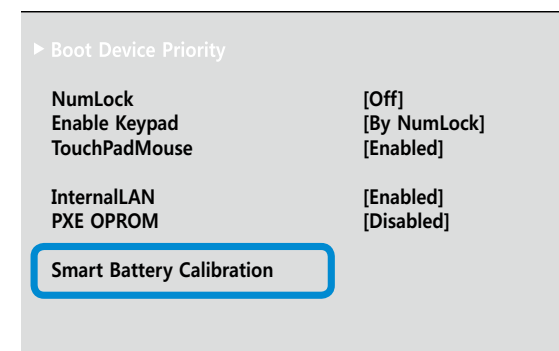 ▶ Boot Device Priority
NumLock [Off]
Enable Keypad [By NumLock]
TouchPadMouse [Enabled]
InternalLAN [Enabled]
PXE OPROM [Disabled]
Smart Battery Calibration